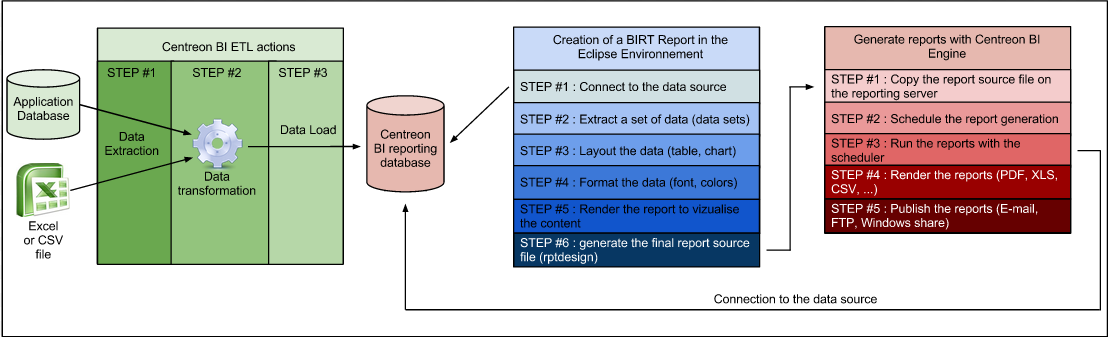 Application
Database
Excel
or CSV
file
Centreon BI ETL actions
STEP #1
STEP #2
STEP #3
Data
Extraction
Data
transformation
Data Load
Centreon
BI reporting
database
Creation of a BIRT Report in the
Eclipse Environnement
STEP #1 : Connect to the data source
STEP #2 : Extract a set of data (data sets)
STEP #3 : Layout the data (table, chart)
STEP #4 : Format the data (font, colors)
STEP #5 : Render the report to vizualise
the content
STEP #6 : generate the final report source
file (rptdesign)
Generate reports with Centreon BI
Engine
STEP #1 : Copy the report source file on
the reporting server
STEP #2 : Schedule the report generation
STEP #3 : Run the reports with the
scheduler
STEP #4 : Render the reports (PDF, XLS,
CSV, ...)
STEP #5 : Publish the reports (E-mail,
FTP, Windows share)
Connection to the data source